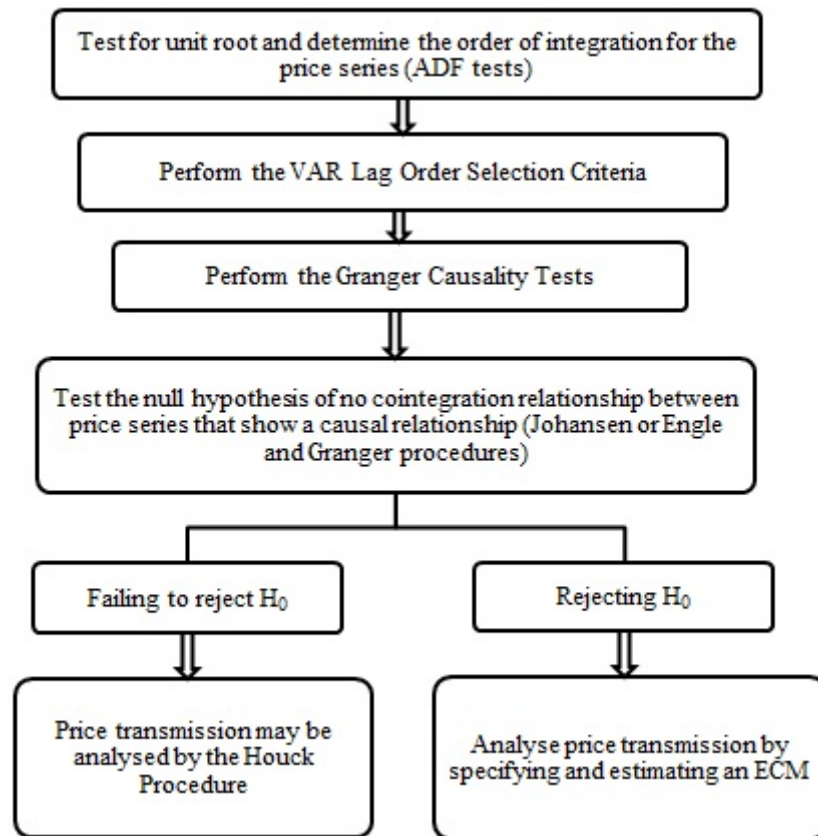 Test for unit root and determine the order of integration for the
price series (ADF tests)
Perform the VAR Lag Order Selection Criteria
Perform the Granger Causality Tests
Test the null hypothesis of no cointegration relationship between
price series that show a causal relationship (Johansen or Engle
and Granger procedures)
Failing to reject H₀
Rejecting H₀
Price transmission may be
analysed by the Houck
Procedure
Analyse price transmission by
specifying and estimating an ECM